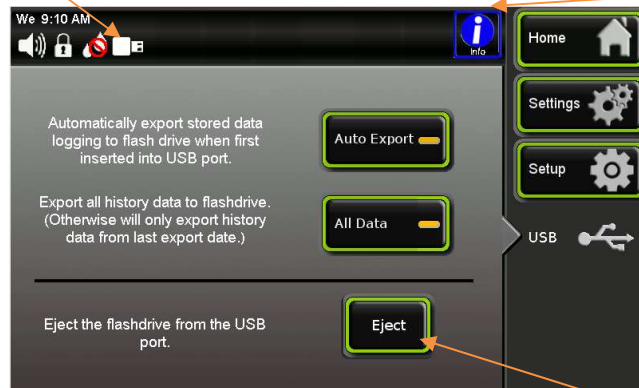 We 9:10 AM
Info
Home
Settings
Setup
USB
Automatically export stored data
logging to flash drive when first
inserted into USB port.
Auto Export
Export all history data to flashdrive.
(Otherwise will only export history
data from last export date.)
All Data
Eject the flashdrive from the USB
port.
Eject